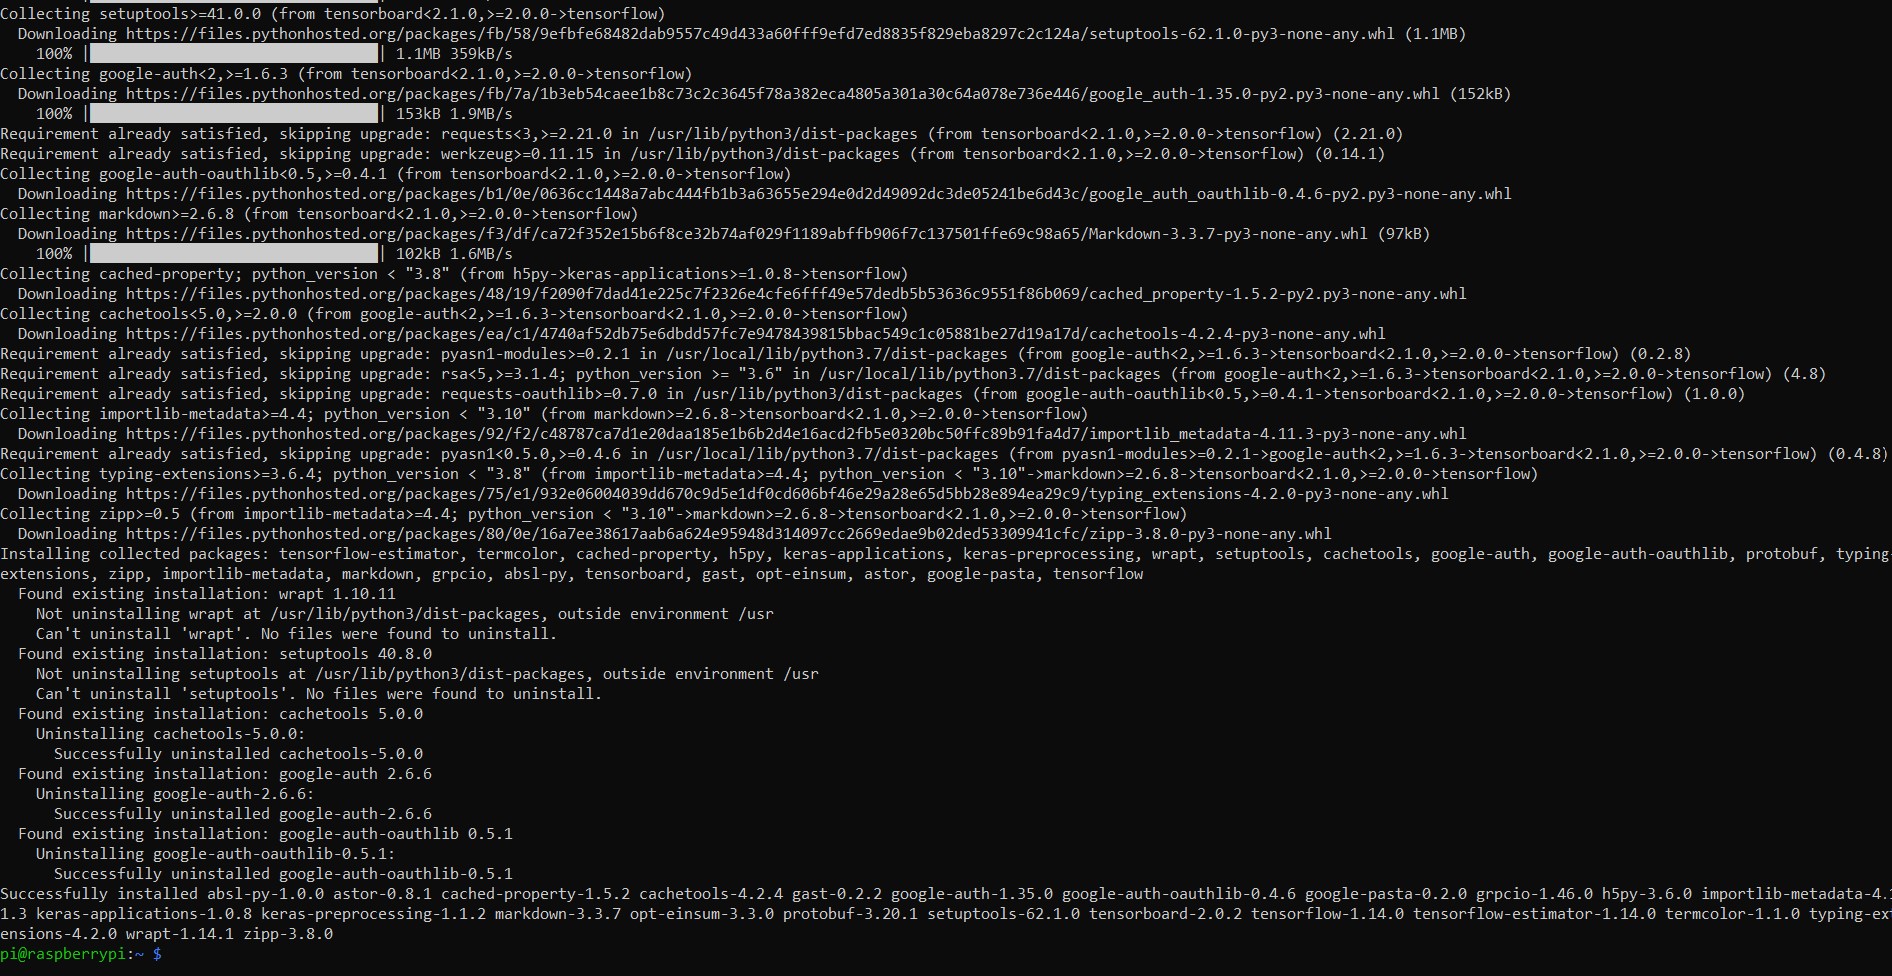 Collecting setuptools>=41.0.0 (from tensorboard<2.1.0,>=2.0.0->tensorflow)
Downloading https://files.pythonhosted.org/packages/fb/58/9efbfe68482dab9557c49d433a60fff9efd7ed8835f829eba8297c2c124a/setuptools-62.1.0-py3-none-any.whl (1.1MB)
100% |████████████████████████████████| 1.1MB 359kB/s
Collecting google-auth<2,>=1.6.3 (from tensorboard<2.1.0,>=2.0.0->tensorflow)
Downloading https://files.pythonhosted.org/packages/fb/7a/1b3eb54caee1b8c73c2c3645f78a382eca4805a301a30c64a078e736e446/google_auth-1.35.0-py2.py3-none-any.whl (152kB)
100% |████████████████████████████████| 153kB 1.9MB/s
Requirement already satisfied, skipping upgrade: requests<3,>=2.21.0 in /usr/lib/python3/dist-packages (from tensorboard<2.1.0,>=2.0.0->tensorflow) (2.21.0)
Requirement already satisfied, skipping upgrade: werkzeug>=0.11.15 in /usr/lib/python3/dist-packages (from tensorboard<2.1.0,>=2.0.0->tensorflow) (0.14.1)
Collecting google-auth-oauthlib<0.5,>=0.4.1 (from tensorboard<2.1.0,>=2.0.0->tensorflow)
Downloading https://files.pythonhosted.org/packages/b1/0e/0636cc1448a7abc444fb1b3a63655e294e0d2d49092dc3de05241be6d43c/google_auth_oauthlib-0.4.6-py2.py3-none-any.whl
Collecting markdown>=2.6.8 (from tensorboard<2.1.0,>=2.0.0->tensorflow)
Downloading https://files.pythonhosted.org/packages/f3/df/ca72f352e15b6f8ce32b74af029f1189abffb906f7c137501ffe69c98a65/Markdown-3.3.7-py3-none-any.whl (97kB)
100% |████████████████████████████████| 102kB 1.6MB/s
Collecting cached-property; python_version < "3.8" (from h5py->keras-applications>=1.0.8->tensorflow)
Downloading https://files.pythonhosted.org/packages/48/19/f2090f7dad41e225c7f2326e4cfe6fff49e57dedb5b53636c9551f86b069/cached_property-1.5.2-py2.py3-none-any.whl
Collecting cachetools<5.0,>=2.0.0 (from google-auth<2,>=1.6.3->tensorboard<2.1.0,>=2.0.0->tensorflow)
Downloading https://files.pythonhosted.org/packages/ea/c1/4740af52db75e6dbdd57fc7e9478439815bbac549c1c05881be27d19a17d/cachetools-4.2.4-py3-none-any.whl
Requirement already satisfied, skipping upgrade: pyasn1-modules>=0.2.1 in /usr/local/lib/python3.7/dist-packages (from google-auth<2,>=1.6.3->tensorboard<2.1.0,>=2.0.0->tensorflow) (0.2.8)
Requirement already satisfied, skipping upgrade: rsa<5,>=3.1.4; python_version >= "3.6" in /usr/local/lib/python3.7/dist-packages (from google-auth<2,>=1.6.3->tensorboard<2.1.0,>=2.0.0->tensorflow) (4.8)
Requirement already satisfied, skipping upgrade: requests-oauthlib>=0.7.0 in /usr/lib/python3/dist-packages (from google-auth-oauthlib<0.5,>=0.4.1->tensorboard<2.1.0,>=2.0.0->tensorflow) (1.0.0)
Collecting importlib-metadata>=4.4; python_version < "3.10" (from markdown>=2.6.8->tensorboard<2.1.0,>=2.0.0->tensorflow)
Downloading https://files.pythonhosted.org/packages/92/f2/c48787ca7d1e20daa185e1b6b2d4e16acd2fb5e0320bc50ffc89b91fa4d7/importlib_metadata-4.11.3-py3-none-any.whl
Requirement already satisfied, skipping upgrade: pyasn1<0.5.0,>=0.4.6 in /usr/local/lib/python3.7/dist-packages (from pyasn1-modules>=0.2.1->google-auth<2,>=1.6.3->tensorboard<2.1.0,>=2.0.0->tensorflow) (0.4.8)
Collecting typing-extensions>=3.6.4; python_version < "3.8" (from importlib-metadata>=4.4; python_version < "3.10"->markdown>=2.6.8->tensorboard<2.1.0,>=2.0.0->tensorflow)
Downloading https://files.pythonhosted.org/packages/75/e1/932e06004039dd670c9d5e1df0cd606bf46e29a28e65d5bb28e894ea29c9/typing_extensions-4.2.0-py3-none-any.whl
Collecting zipp>=0.5 (from importlib-metadata>=4.4; python_version < "3.10"->markdown>=2.6.8->tensorboard<2.1.0,>=2.0.0->tensorflow)
Downloading https://files.pythonhosted.org/packages/80/0e/16a7ee38617aab6a624e95948d314097cc2669edae9b02ded53309941cfc/zipp-3.8.0-py3-none-any.whl
Installing collected packages: tensorflow-estimator, termcolor, cached-property, h5py, keras-applications, keras-preprocessing, wrapt, setuptools, cachetools, google-auth, google-auth-oauthlib, protobuf, typing-
extensions, zipp, importlib-metadata, markdown, grpcio, absl-py, tensorboard, gast, opt-einsum, astor, google-pasta, tensorflow
Found existing installation: wrapt 1.10.11
Not uninstalling wrapt at /usr/lib/python3/dist-packages, outside environment /usr
Can't uninstall 'wrapt'. No files were found to uninstall.
Found existing installation: setuptools 40.8.0
Not uninstalling setuptools at /usr/lib/python3/dist-packages, outside environment /usr
Can't uninstall 'setuptools'. No files were found to uninstall.
Found existing installation: cachetools 5.0.0
Uninstalling cachetools-5.0.0:
Successfully uninstalled cachetools-5.0.0
Found existing installation: google-auth 2.6.6
Uninstalling google-auth-2.6.6:
Successfully uninstalled google-auth-2.6.6
Found existing installation: google-auth-oauthlib 0.5.1
Uninstalling google-auth-oauthlib-0.5.1:
Successfully uninstalled google-auth-oauthlib-0.5.1
Successfully installed absl-py-1.0.0 astor-0.8.1 cached-property-1.5.2 cachetools-4.2.4 gast-0.2.2 google-auth-1.35.0 google-auth-oauthlib-0.4.6 google-pasta-0.2.0 grpcio-1.46.0 h5py-3.6.0 importlib-metadata-4.1
1.3 keras-applications-1.0.8 keras-preprocessing-1.1.2 markdown-3.3.7 opt-einsum-3.3.0 protobuf-3.20.1 setuptools-62.1.0 tensorboard-2.0.2 tensorflow-1.14.0 tensorflow-estimator-1.14.0 termcolor-1.1.0 typing-ext
ensions-4.2.0 wrapt-1.14.1 zipp-3.8.0
pi@raspberrypi:~ $